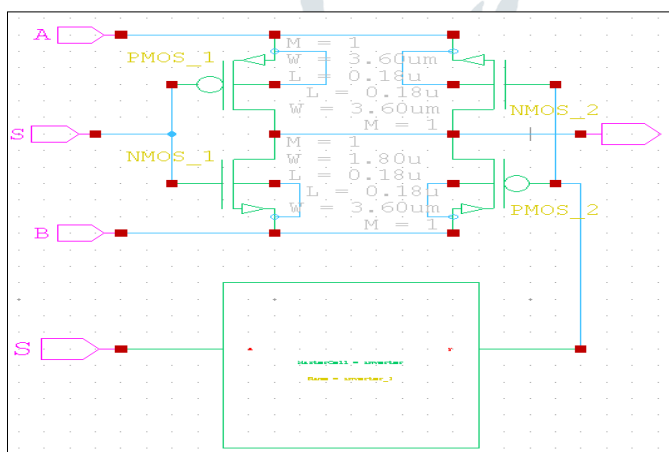 A
PMOS_1
M = 1
W = 3.60um
L = 0.18u
L = 0.18u
W = 3.60um
M = 1
NMOS_2
S
NMOS_1
M = 1
W = 1.80u
L = 0.18u
L = 0.18u
W = 3.60um
M = 1
PMOS_2
B
S